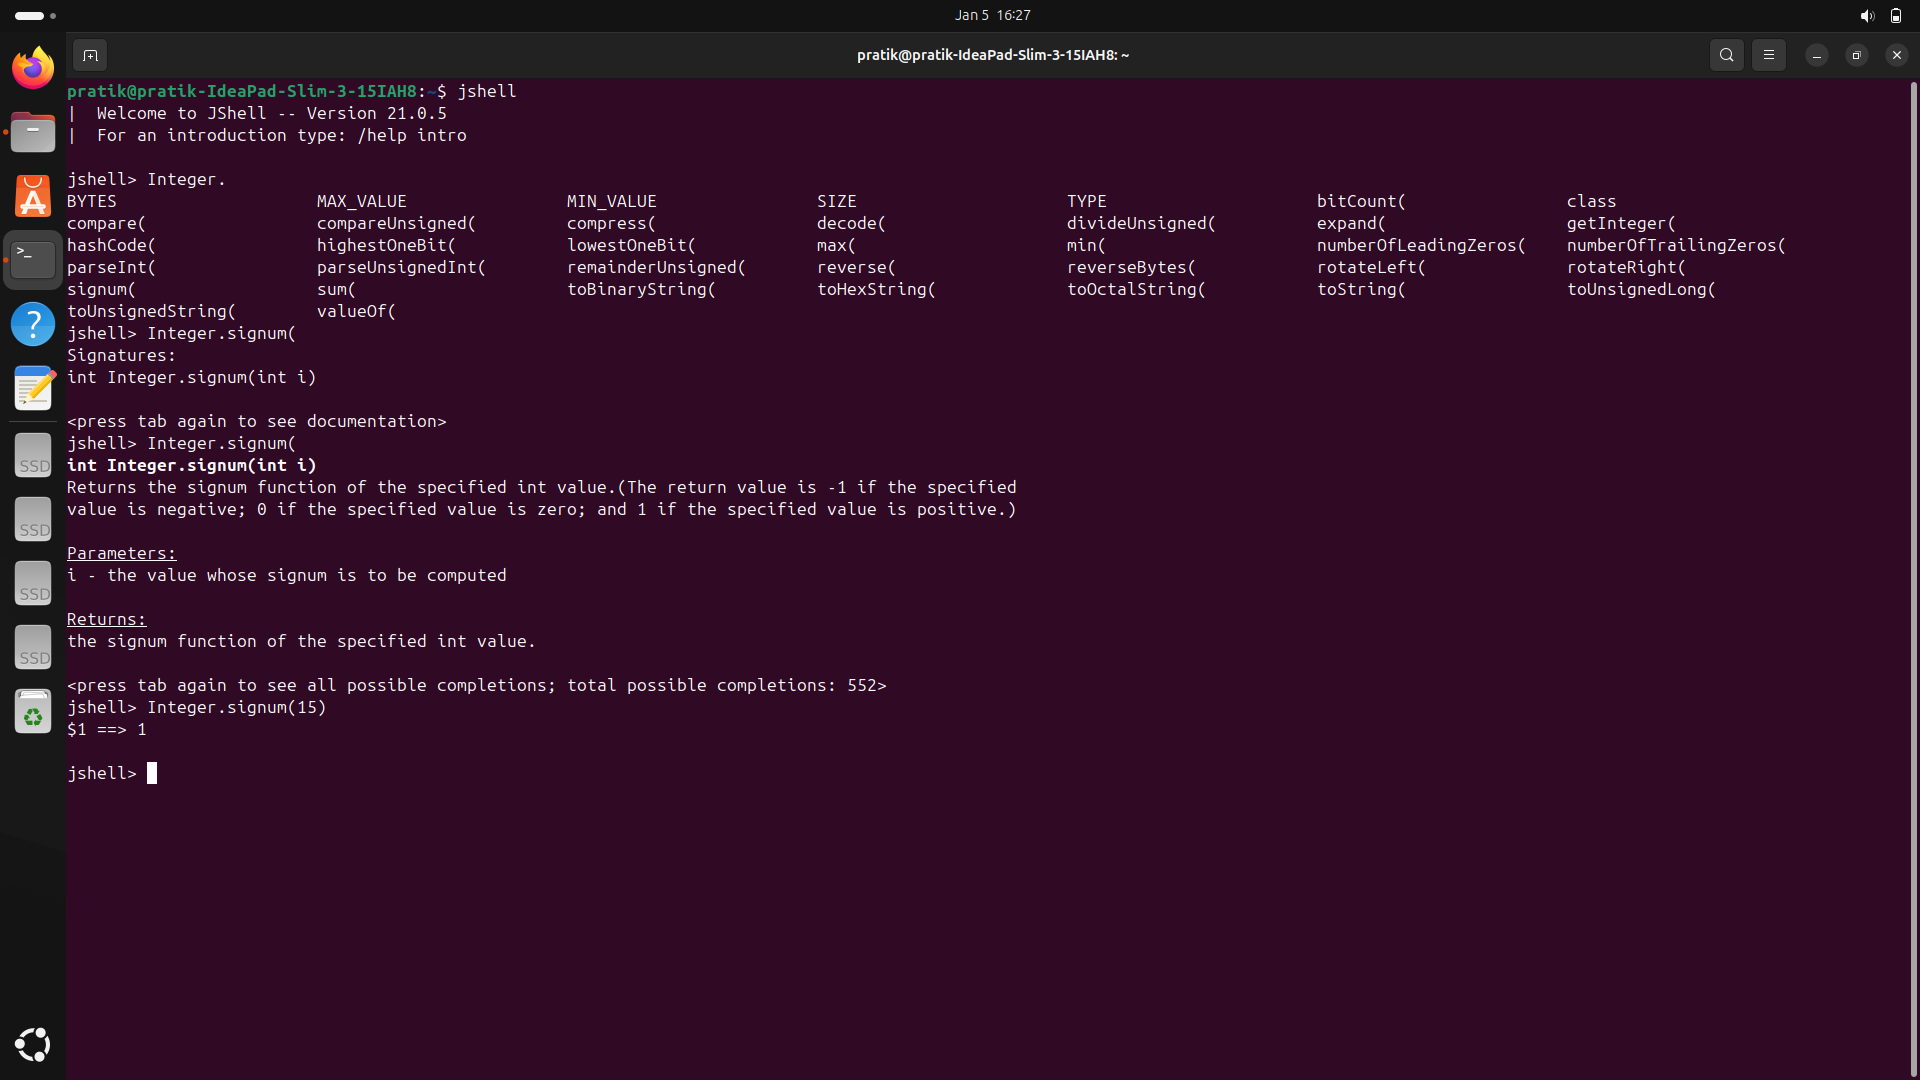 Jan 5 16:27
pratik@pratik-IdeaPad-Slim-3-15IAH8: ~
pratik@pratik-IdeaPad-Slim-3-15IAH8:~$ jshell
|  Welcome to JShell -- Version 21.0.5
|  For an introduction type: /help intro
jshell> Integer.
BYTES MAX_VALUE MIN_VALUE SIZE TYPE bitCount( class
compare( compareUnsigned( compress( decode( divideUnsigned( expand( getInteger(
hashCode( highestOneBit( lowestOneBit( max( min( numberOfLeadingZeros( numberOfTrailingZeros(
parseInt( parseUnsignedInt( remainderUnsigned( reverse( reverseBytes( rotateLeft( rotateRight(
signum( sum( toBinaryString( toHexString( toOctalString( toString( toUnsignedLong(
toUnsignedString( valueOf(
jshell> Integer.signum(
Signatures:
int Integer.signum(int i)
<press tab again to see documentation>
jshell> Integer.signum(
int Integer.signum(int i)
Returns the signum function of the specified int value.(The return value is -1 if the specified
value is negative; 0 if the specified value is zero; and 1 if the specified value is positive.)
Parameters:
i - the value whose signum is to be computed
Returns:
the signum function of the specified int value.
<press tab again to see all possible completions; total possible completions: 552>
jshell> Integer.signum(15)
$1 ==> 1
jshell>
>_
?
SSD
SSD
SSD
SSD